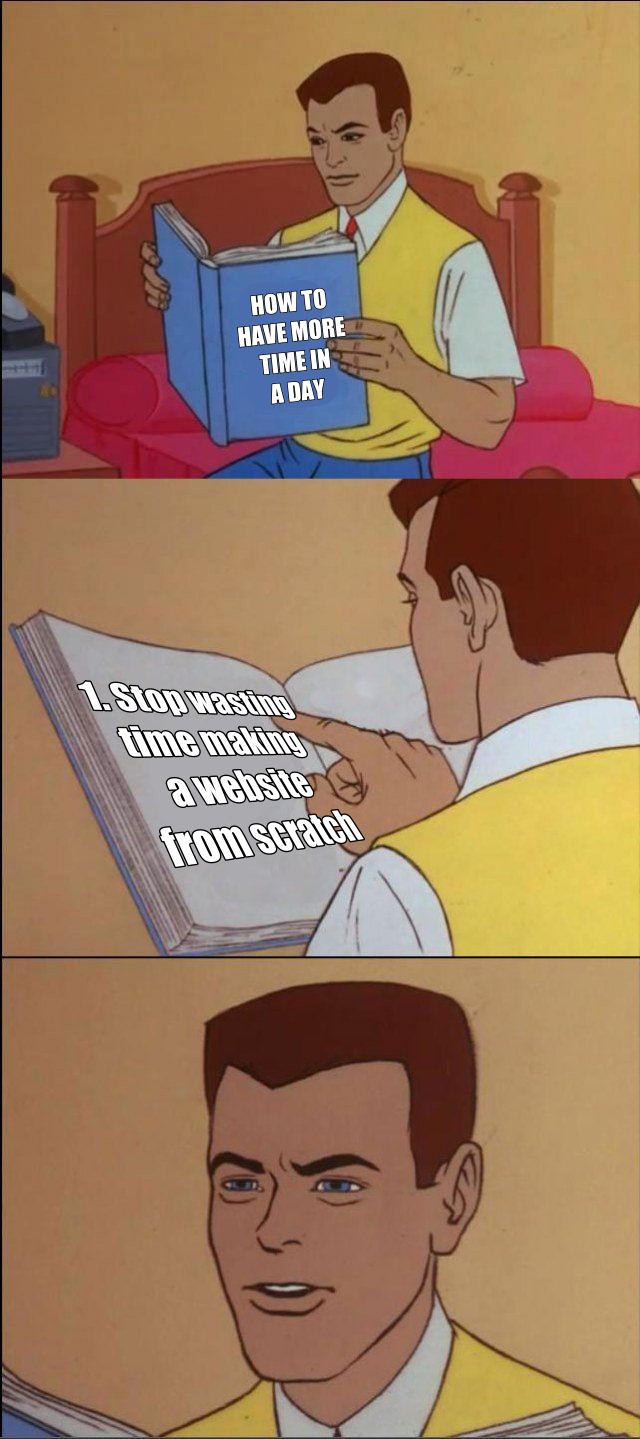 HOW TO
HAVE MORE
TIME IN
A DAY
1. Stop wasting
time making
a website
from scratch